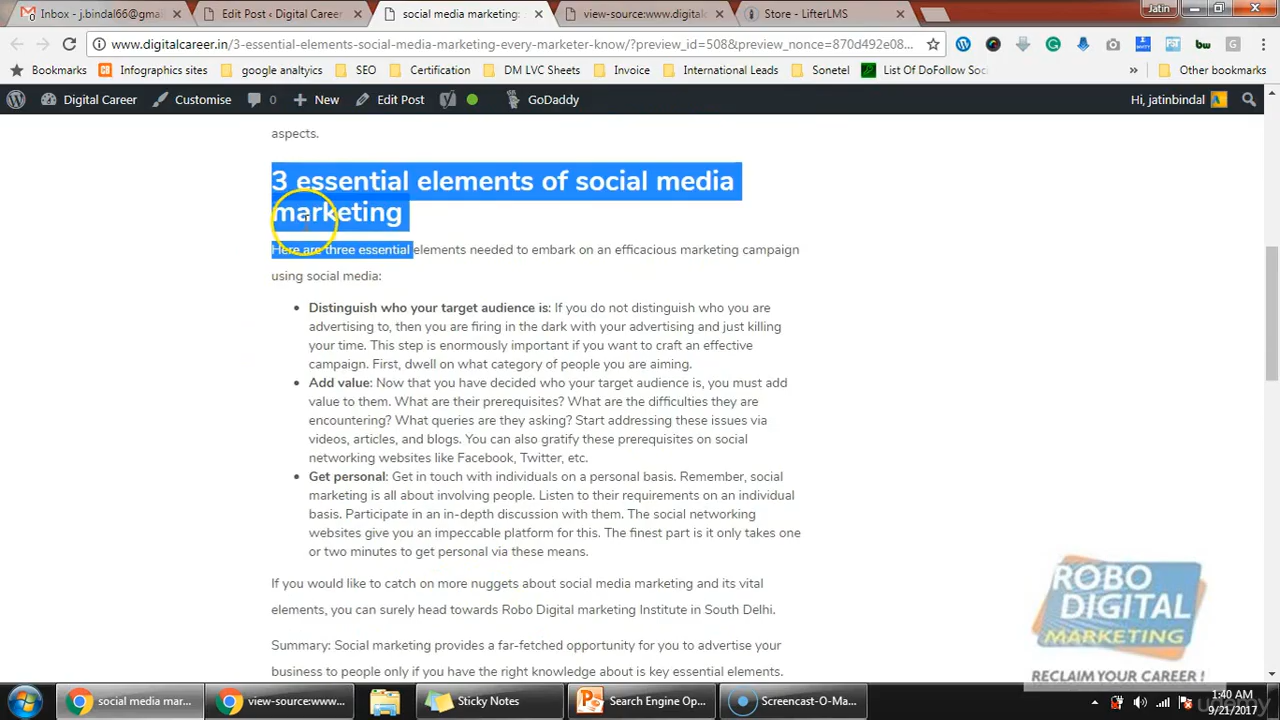 Inbox - j.bindal66@gmai
Edit Post ‹ Digital Career
social media marketing:
view-source:www.digitalc
Store - LifterLMS
Jatin
www.digitalcareer.in/3-essential-elements-social-media-marketing-every-marketer-know/?preview_id=508&preview_nonce=870d492e08...
Bookmarks
Infographins sites
google analtyics
SEO
Certification
DM LVC Sheets
Invoice
International Leads
Sonetel
List Of DoFollow Soci
»
Other bookmarks
Digital Career
Customise
0
New
Edit Post
GoDaddy
Hi, jatinbindal
aspects.
3 essential elements of social media
marketing
Here are three essential elements needed to embark on an efficacious marketing campaign
using social media:
• Distinguish who your target audience is: If you do not distinguish who you are
advertising to, then you are firing in the dark with your advertising and just killing
your time. This step is enormously important if you want to craft an effective
campaign. First, dwell on what category of people you are aiming.
• Add value: Now that you have decided who your target audience is, you must add
value to them. What are their prerequisites? What are the difficulties they are
encountering? What queries are they asking? Start addressing these issues via
videos, articles, and blogs. You can also gratify these prerequisites on social
networking websites like Facebook, Twitter, etc.
• Get personal: Get in touch with individuals on a personal basis. Remember, social
marketing is all about involving people. Listen to their requirements on an individual
basis. Participate in an in-depth discussion with them. The social networking
websites give you an impeccable platform for this. The finest part is it only takes one
or two minutes to get personal via these means.
If you would like to catch on more nuggets about social media marketing and its vital
elements, you can surely head towards Robo Digital marketing Institute in South Delhi.
Summary: Social marketing provides a far-fetched opportunity for you to advertise your
business to people only if you have the right knowledge about is key essential elements.
ROBO
DIGITAL
MARKETING
RECLAIM YOUR CAREER !
social media mar...
view-source:www...
Sticky Notes
Search Engine Op...
Screencast-O-Ma...
1:40 AM
9/21/2017
udemy